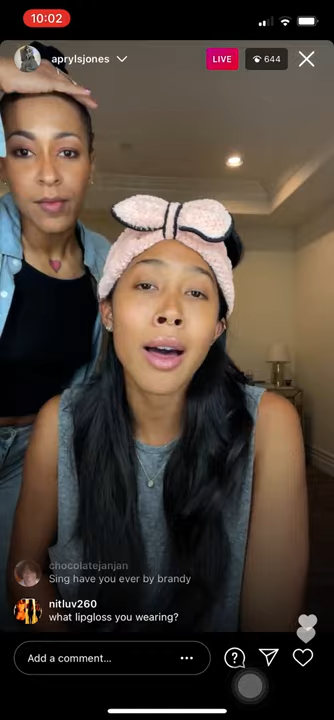 10:02
aprylsjones
LIVE
644
chocolatejanjan
Sing have you ever by brandy
nitluv260
what lipgloss you wearing?
Add a comment...